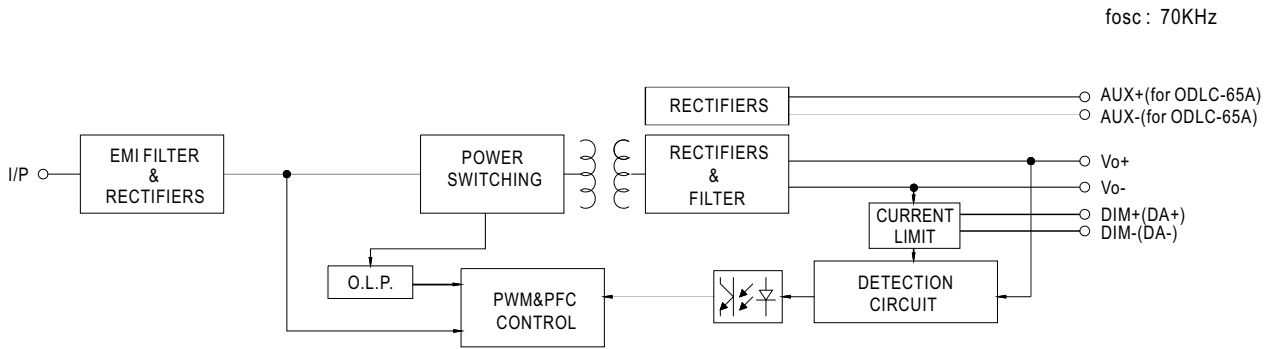 fosc : 70KHz
RECTIFIERS
AUX+(for ODLC-65A)
AUX-(for ODLC-65A)
I/P
EMI FILTER
&
RECTIFIERS
POWER
SWITCHING
RECTIFIERS
&
FILTER
Vo+
Vo-
DIM+(DA+)
DIM-(DA-)
CURRENT
LIMIT
O.L.P.
PWM&PFC
CONTROL
DETECTION
CIRCUIT